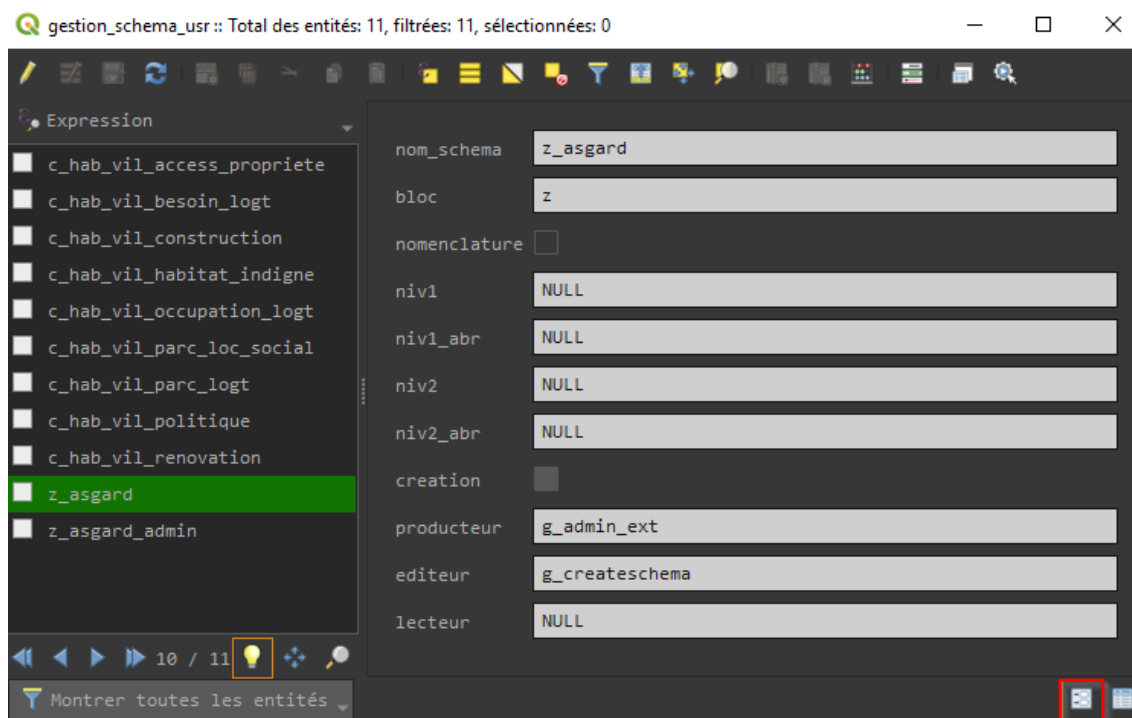 gestion_schema_usr :: Total des entités: 11, filtrées: 11, sélectionnées: 0
Expression
c_hab_vil_access_propriete
c_hab_vil_besoin_logt
c_hab_vil_construction
c_hab_vil_habitat_indigne
c_hab_vil_occupation_logt
c_hab_vil_parc_loc_social
c_hab_vil_parc_logt
c_hab_vil_politique
c_hab_vil_renovation
z_asgard
z_asgard_admin
10 / 11
Montrer toutes les entités
nom_schema z_asgard
bloc z
nomenclature
niv1 NULL
niv1_abr NULL
niv2 NULL
niv2_abr NULL
creation
producteur g_admin_ext
editeur g_createschema
lecteur NULL